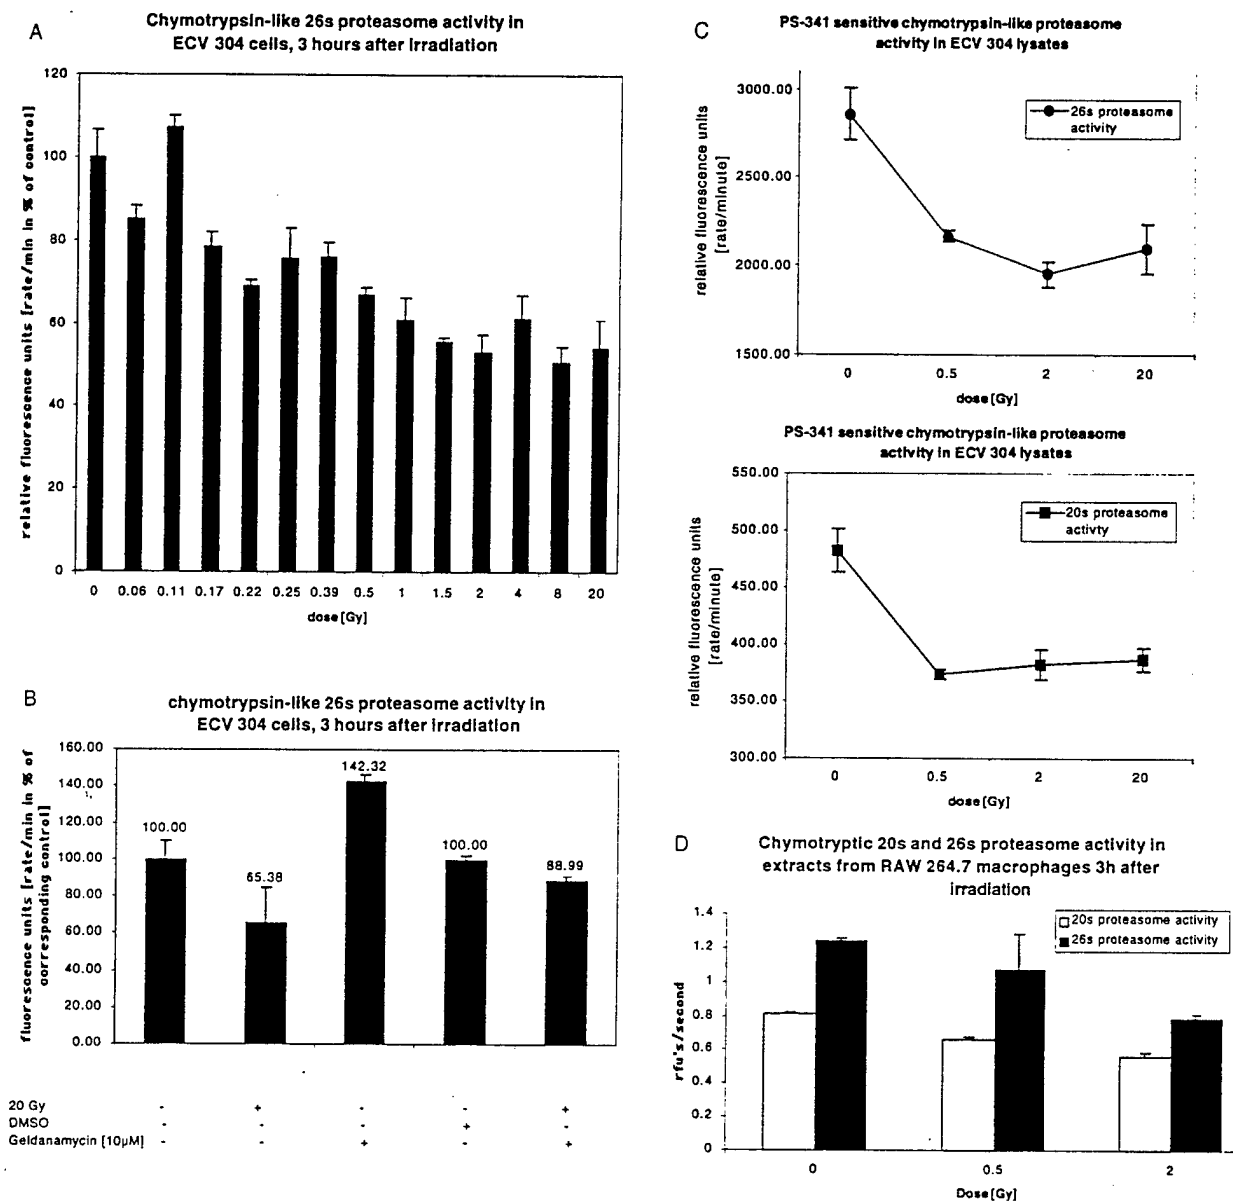 A
Chymotrypsin-like 26s proteasome activity in
ECV 304 cells, 3 hours after irradiation
relative fluorescence units [rate/min in % of control]
120
100
80
60
40
20
0
0 0.06 0.11 0.17 0.22 0.25 0.39 0.5 1 1.5 2 4 8 20
dose[Gy]
B
chymotrypsin-like 26s proteasome activity in
ECV 304 cells, 3 hours after irradiation
fluorescence units [rate/min in % of
corresponding control]
160.00
140.00
120.00
100.00
80.00
60.00
40.00
20.00
0.00
100.00
65.38
142.32
100.00
88.99
20 Gy - + - - +
DMSO - - - + -
Geldanamycin [10µM] - - + - +
C
PS-341 sensitive chymotrypsin-like proteasome
activity in ECV 304 lysates
relative fluorescence units
[rate/minute]
3000.00
2500.00
2000.00
1500.00
26s proteasome
activity
0 0.5 2 20
dose[Gy]
PS-341 sensitive chymotrypsin-like proteasome
activity in ECV 304 lysates
relative fluorescence units
[rate/minute]
550.00
500.00
450.00
400.00
350.00
300.00
20s proteasome
activty
0 0.5 2 20
dose[Gy]
D
Chymotryptic 20s and 26s proteasome activity in
extracts from RAW 264.7 macrophages 3h after
irradiation
rfu's/second
1.4
1.2
1
0.8
0.6
0.4
0.2
0
20s proteasome activity
26s proteasome activity
0 0.5 2
Dose[Gy]